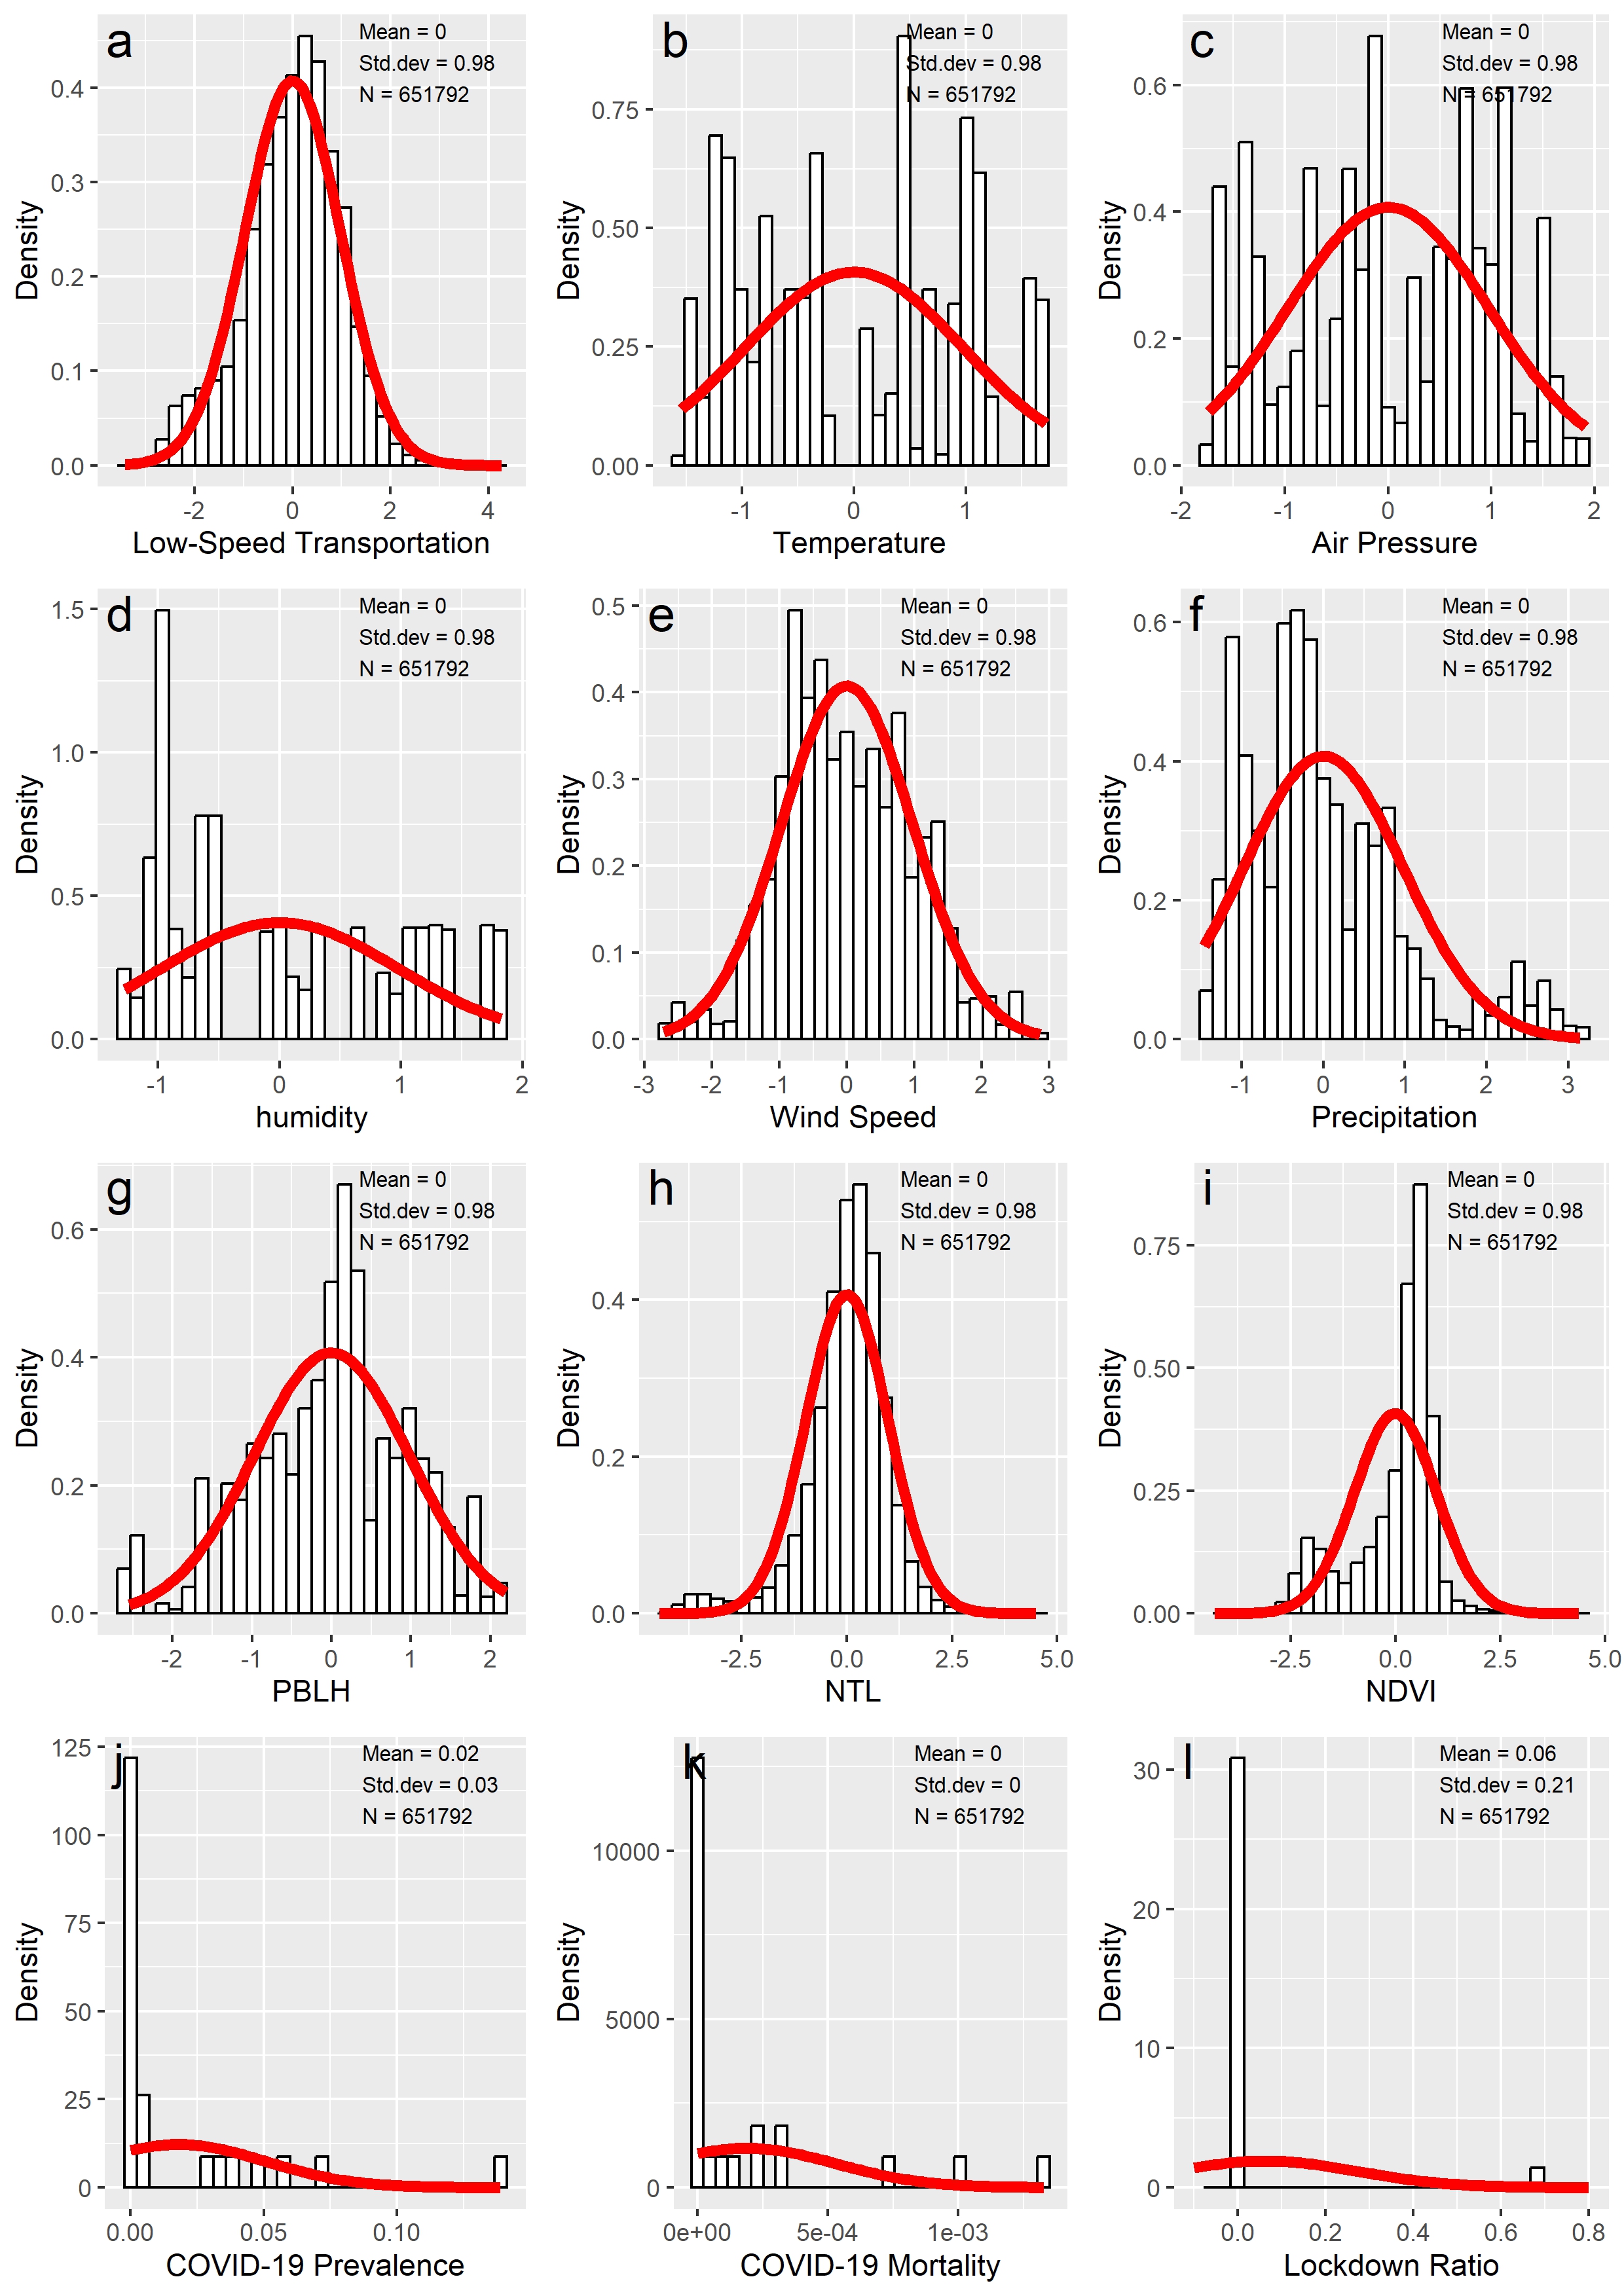 a
Mean = 0
Std.dev = 0.98
N = 651792
Density
0.4
0.3
0.2
0.1
0.0
-2 0 2 4
Low-Speed Transportation
b
Mean = 0
Std.dev = 0.98
N = 651792
Density
0.75
0.50
0.25
0.00
-1 0 1
Temperature
c
Mean = 0
Std.dev = 0.98
N = 651792
Density
0.6
0.4
0.2
0.0
-2 -1 0 1 2
Air Pressure
d
Mean = 0
Std.dev = 0.98
N = 651792
Density
1.5
1.0
0.5
0.0
-1 0 1 2
humidity
e
Mean = 0
Std.dev = 0.98
N = 651792
Density
0.5
0.4
0.3
0.2
0.1
0.0
-3 -2 -1 0 1 2 3
Wind Speed
f
Mean = 0
Std.dev = 0.98
N = 651792
Density
0.6
0.4
0.2
0.0
-1 0 1 2 3
Precipitation
g
Mean = 0
Std.dev = 0.98
N = 651792
Density
0.6
0.4
0.2
0.0
-2 -1 0 1 2
PBLH
h
Mean = 0
Std.dev = 0.98
N = 651792
Density
0.4
0.2
0.0
-2.5 0.0 2.5 5.0
NTL
i
Mean = 0
Std.dev = 0.98
N = 651792
Density
0.75
0.50
0.25
0.00
-2.5 0.0 2.5 5.0
NDVI
j
Mean = 0.02
Std.dev = 0.03
N = 651792
Density
125
100
75
50
25
0
0.00 0.05 0.10
COVID-19 Prevalence
k
Mean = 0
Std.dev = 0
N = 651792
Density
10000
5000
0
0e+00 5e-04 1e-03
COVID-19 Mortality
l
Mean = 0.06
Std.dev = 0.21
N = 651792
Density
30
20
10
0
0.0 0.2 0.4 0.6 0.8
Lockdown Ratio